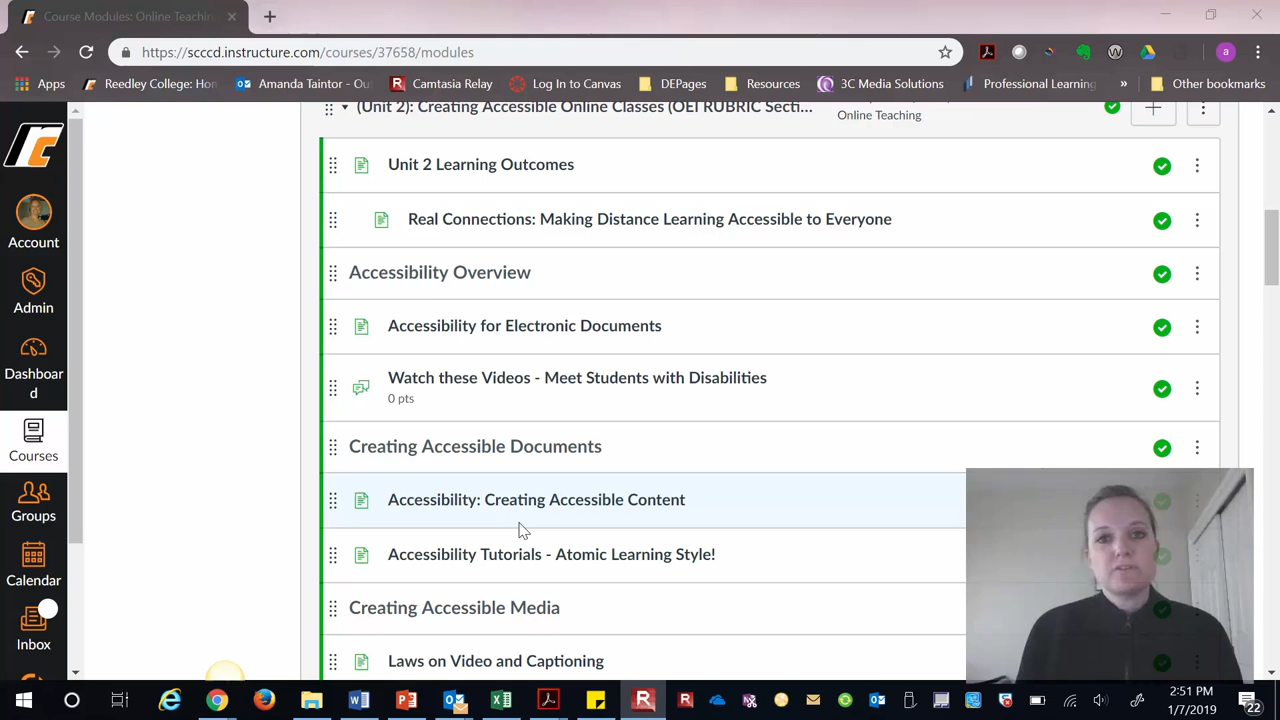 Course Modules: Online Teaching
https://scccd.instructure.com/courses/37658/modules
Apps
Reedley College: Hon
Amanda Taintor - Ou
Camtasia Relay
Log In to Canvas
DEPages
Resources
3C Media Solutions
Professional Learning
»
Other bookmarks
a
(Unit 2): Creating Accessible Online Classes (OEI RUBRIC Secti...
Online Teaching
Unit 2 Learning Outcomes
Real Connections: Making Distance Learning Accessible to Everyone
Accessibility Overview
Accessibility for Electronic Documents
Watch these Videos - Meet Students with Disabilities
0 pts
Creating Accessible Documents
Accessibility: Creating Accessible Content
Accessibility Tutorials - Atomic Learning Style!
Creating Accessible Media
Laws on Video and Captioning
Account
Admin
Dashboar
d
Courses
Groups
Calendar
Inbox
2:51 PM
1/7/2019
22